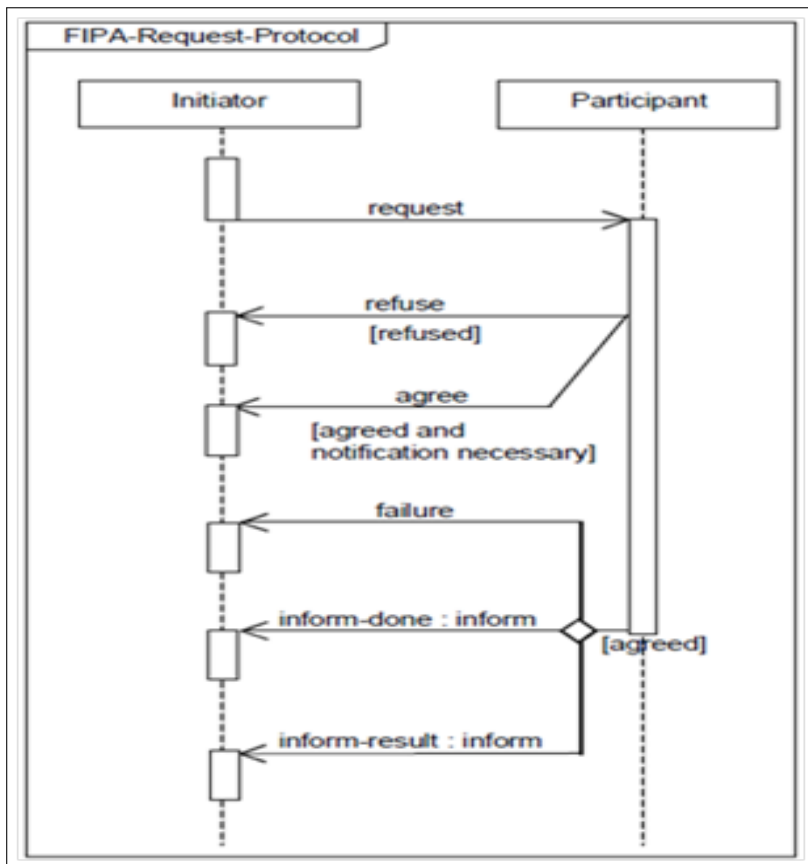 FIPA-Request-Protocol
Initiator
Participant
request
refuse
[refused]
agree
[agreed and
notification necessary]
failure
inform-done : inform
[agreed]
inform-result : inform